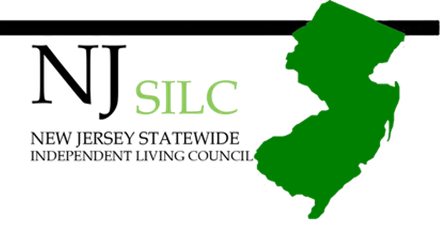 NJ SILC
NEW JERSEY STATEWIDE
INDEPENDENT LIVING COUNCIL